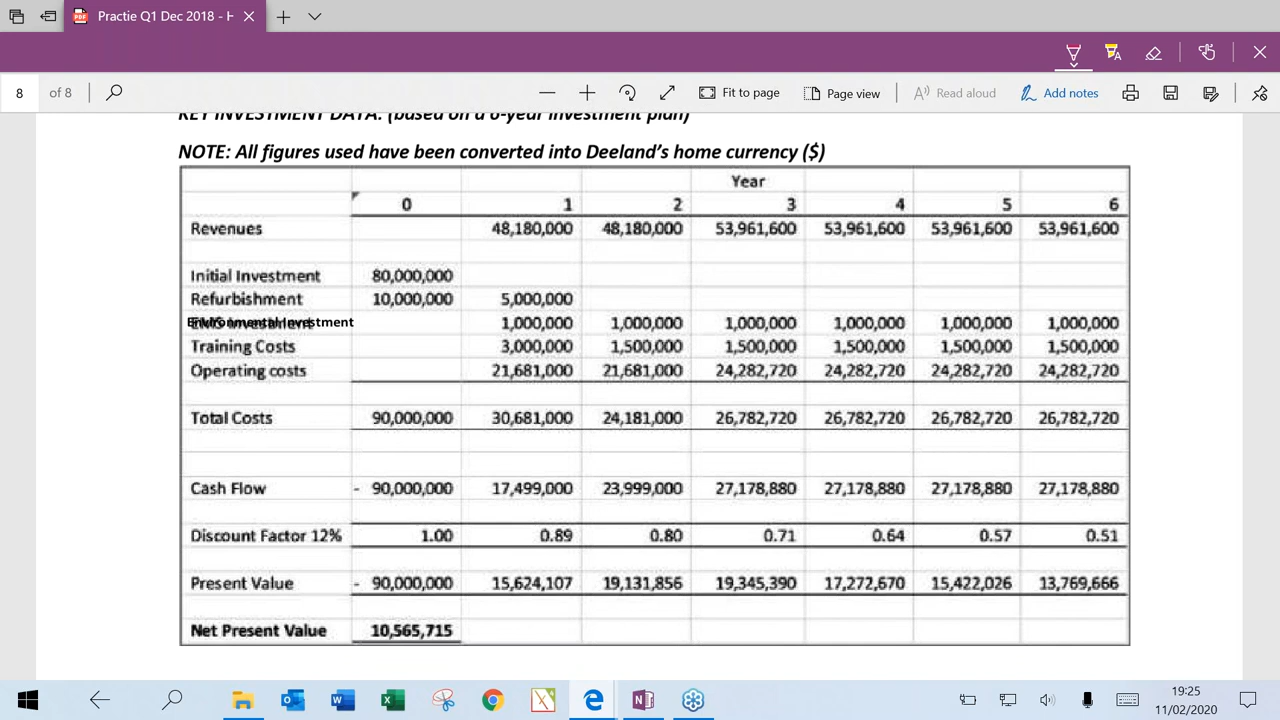 Practie Q1 Dec 2018 - H
8 of 8 Fit to page Page view Read aloud Add notes
KEY INVESTMENT DATA: (based on a 6-year investment plan)
NOTE: All figures used have been converted into Deeland's home currency ($)
Year
0 1 2 3 4 5 6
Revenues 48,180,000 48,180,000 53,961,600 53,961,600 53,961,600 53,961,600
Initial Investment 80,000,000
Refurbishment 10,000,000 5,000,000
Environmental Investment 1,000,000 1,000,000 1,000,000 1,000,000 1,000,000 1,000,000
Training Costs 3,000,000 1,500,000 1,500,000 1,500,000 1,500,000 1,500,000
Operating costs 21,681,000 21,681,000 24,282,720 24,282,720 24,282,720 24,282,720
Total Costs 90,000,000 30,681,000 24,181,000 26,782,720 26,782,720 26,782,720 26,782,720
Cash Flow - 90,000,000 17,499,000 23,999,000 27,178,880 27,178,880 27,178,880 27,178,880
Discount Factor 12% 1.00 0.89 0.80 0.71 0.64 0.57 0.51
Present Value - 90,000,000 15,624,107 19,131,856 19,345,390 17,272,670 15,422,026 13,769,666
Net Present Value 10,565,715
19:25
11/02/2020